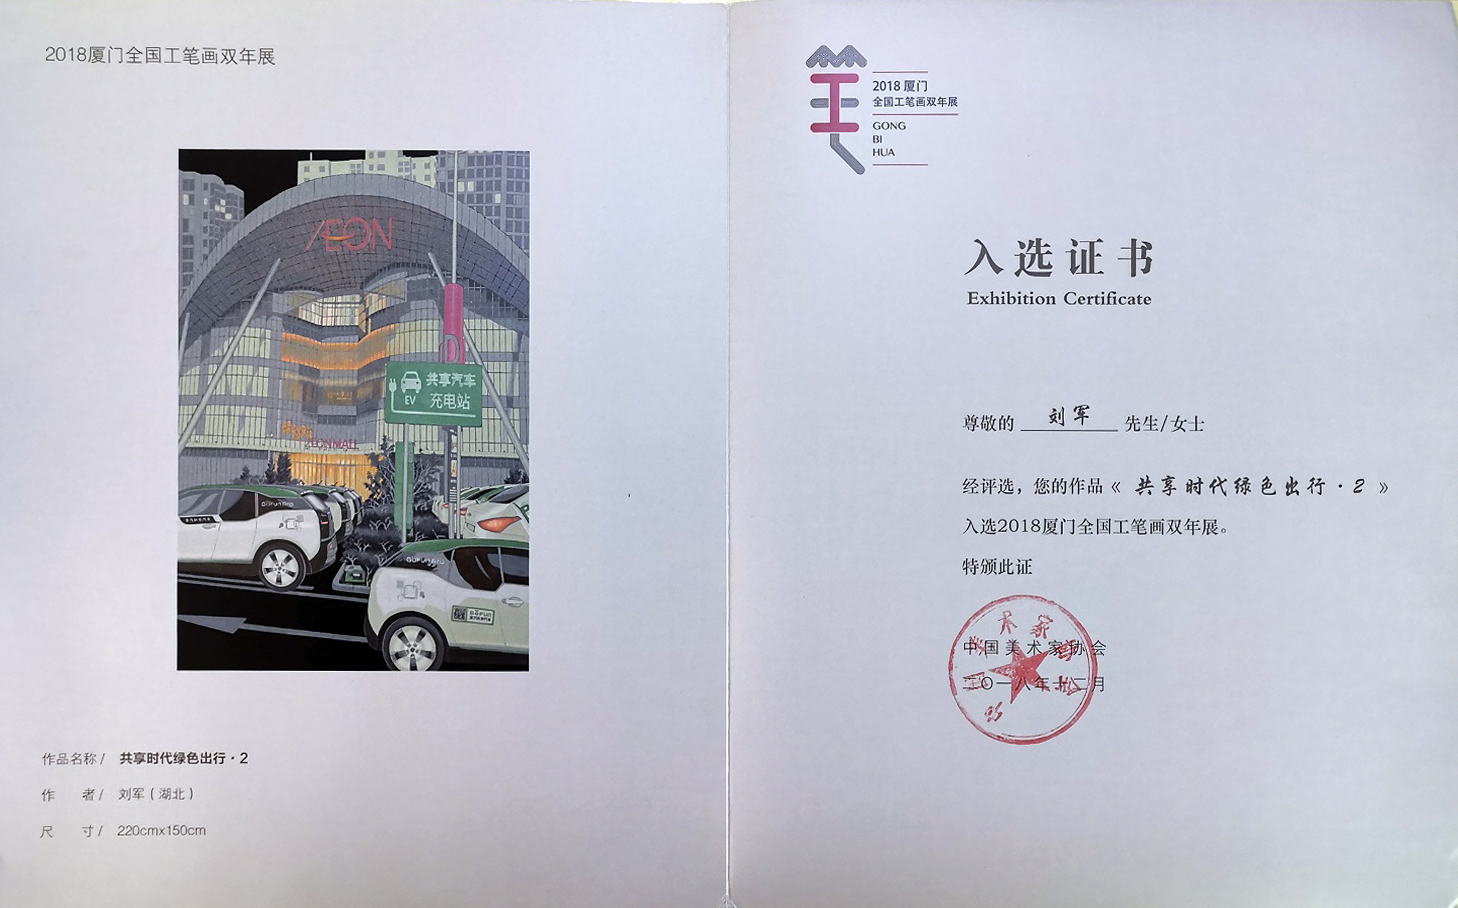 2018厦门全国工笔画双年展
ÆON
共享汽车
EV 充电站
AEONMALL
GoFunPro
GoFunPro
GoFun
作品名称/ 共享时代绿色出行·2
作 者/ 刘军（湖北）
尺 寸/ 220cmx150cm
2018 厦门
全国工笔画双年展
GONG
BI
HUA
入选证书
Exhibition Certificate
尊敬的 刘军 先生/女士
经评选，您的作品《 共享时代绿色出行·2 》
入选2018厦门全国工笔画双年展。
特颁此证
中国美术家协会
二〇一八年十二月